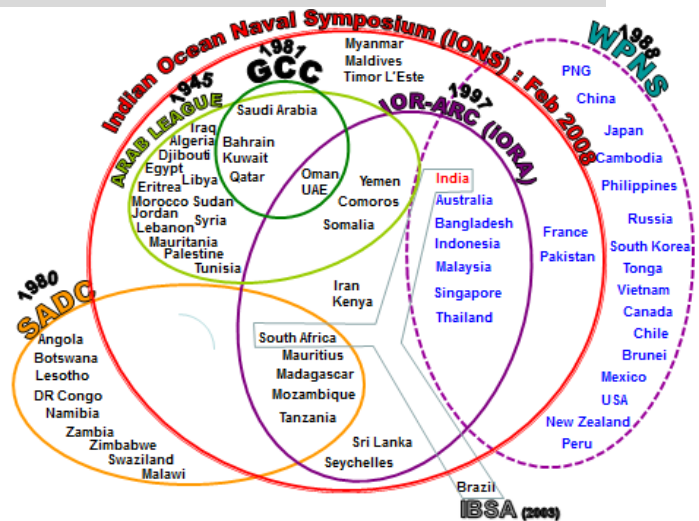 Indian Ocean Naval Symposium (IONS) : Feb 2008
1988
WPNS
1981
GCC
1945
ARAB LEAGUE
1997
IOR-ARC (IORA)
1980
SADC
Myanmar
Maldives
Timor L'Este
Saudi Arabia
Bahrain
Kuwait
Qatar
Oman
UAE
Iraq
Algeria
Djibouti
Egypt
Libya
Eritrea
Morocco Sudan
Jordan
Syria
Lebanon
Mauritania
Palestine
Tunisia
Yemen
Comoros
Somalia
India
Australia
Bangladesh
Indonesia
Malaysia
Singapore
Thailand
France
Pakistan
PNG
China
Japan
Cambodia
Philippines
Russia
South Korea
Tonga
Vietnam
Canada
Chile
Brunei
Mexico
USA
New Zealand
Peru
Iran
Kenya
South Africa
Mauritius
Madagascar
Mozambique
Tanzania
Sri Lanka
Seychelles
Angola
Botswana
Lesotho
DR Congo
Namibia
Zambia
Zimbabwe
Swaziland
Malawi
Brazil
IBSA (2003)